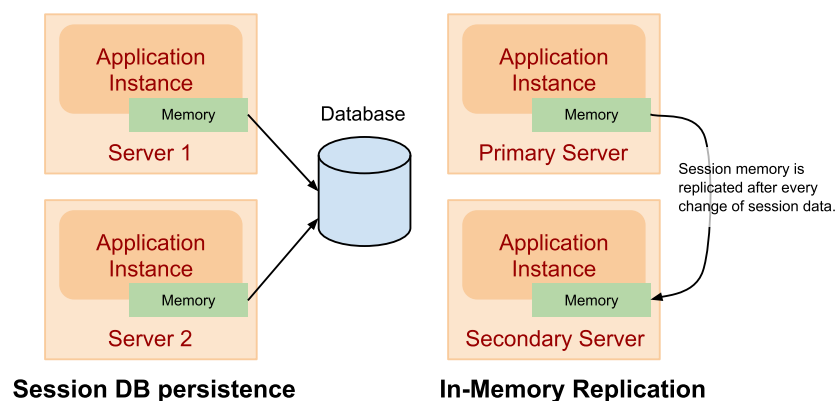 Application
Instance
Memory
Server 1
Database
Application
Instance
Memory
Server 2
Session DB persistence
Application
Instance
Memory
Primary Server
Session memory is
replicated after every
change of session data.
Application
Instance
Memory
Secondary Server
In-Memory Replication